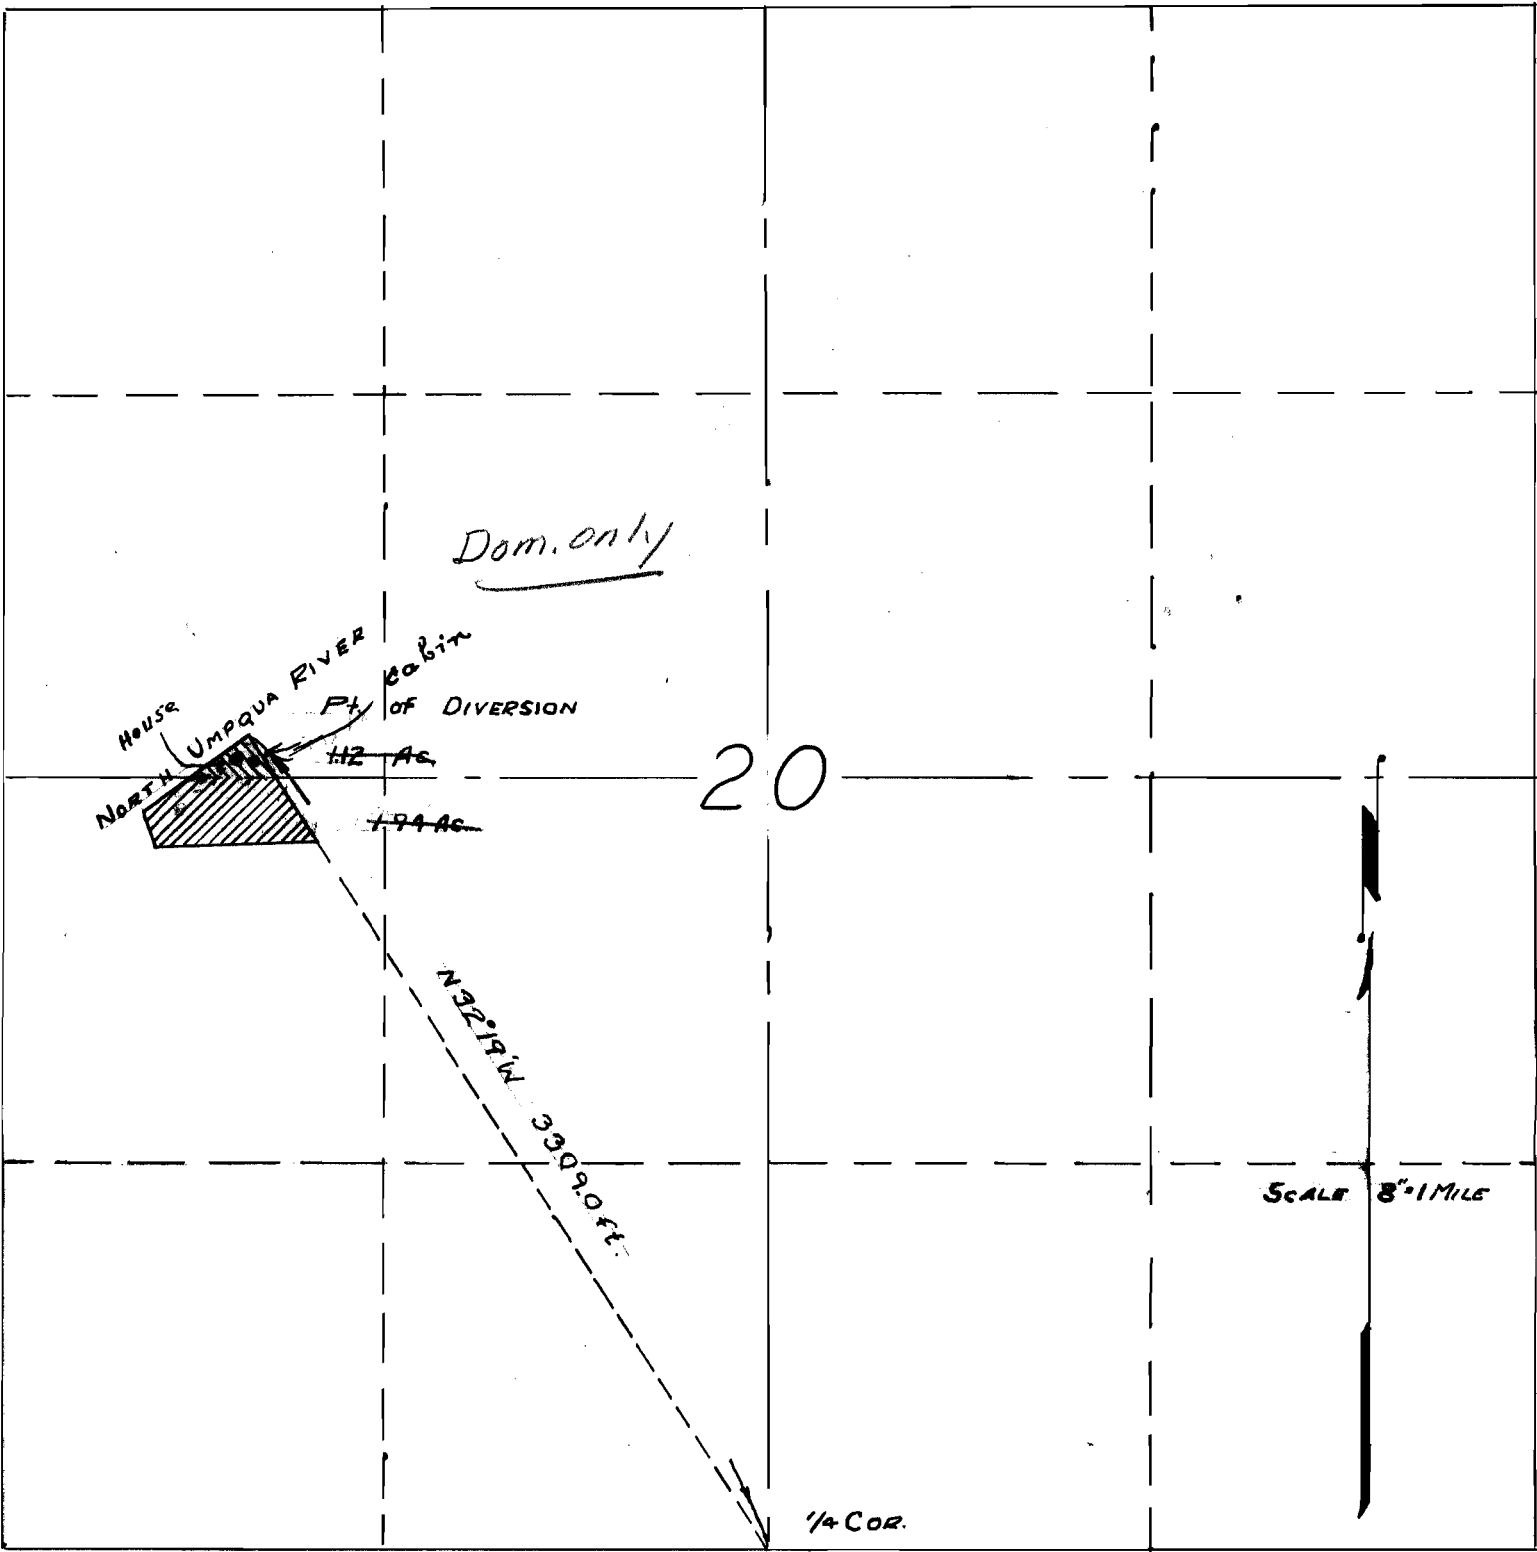 Dom. only
Cabin
House
NORTH UMPQUA RIVER
Pt. OF DIVERSION
1.12 Ac.
20
1.94 Ac.
N32°19'W 3309.0 ft.
SCALE 8"=1 MILE
1/4 COR.